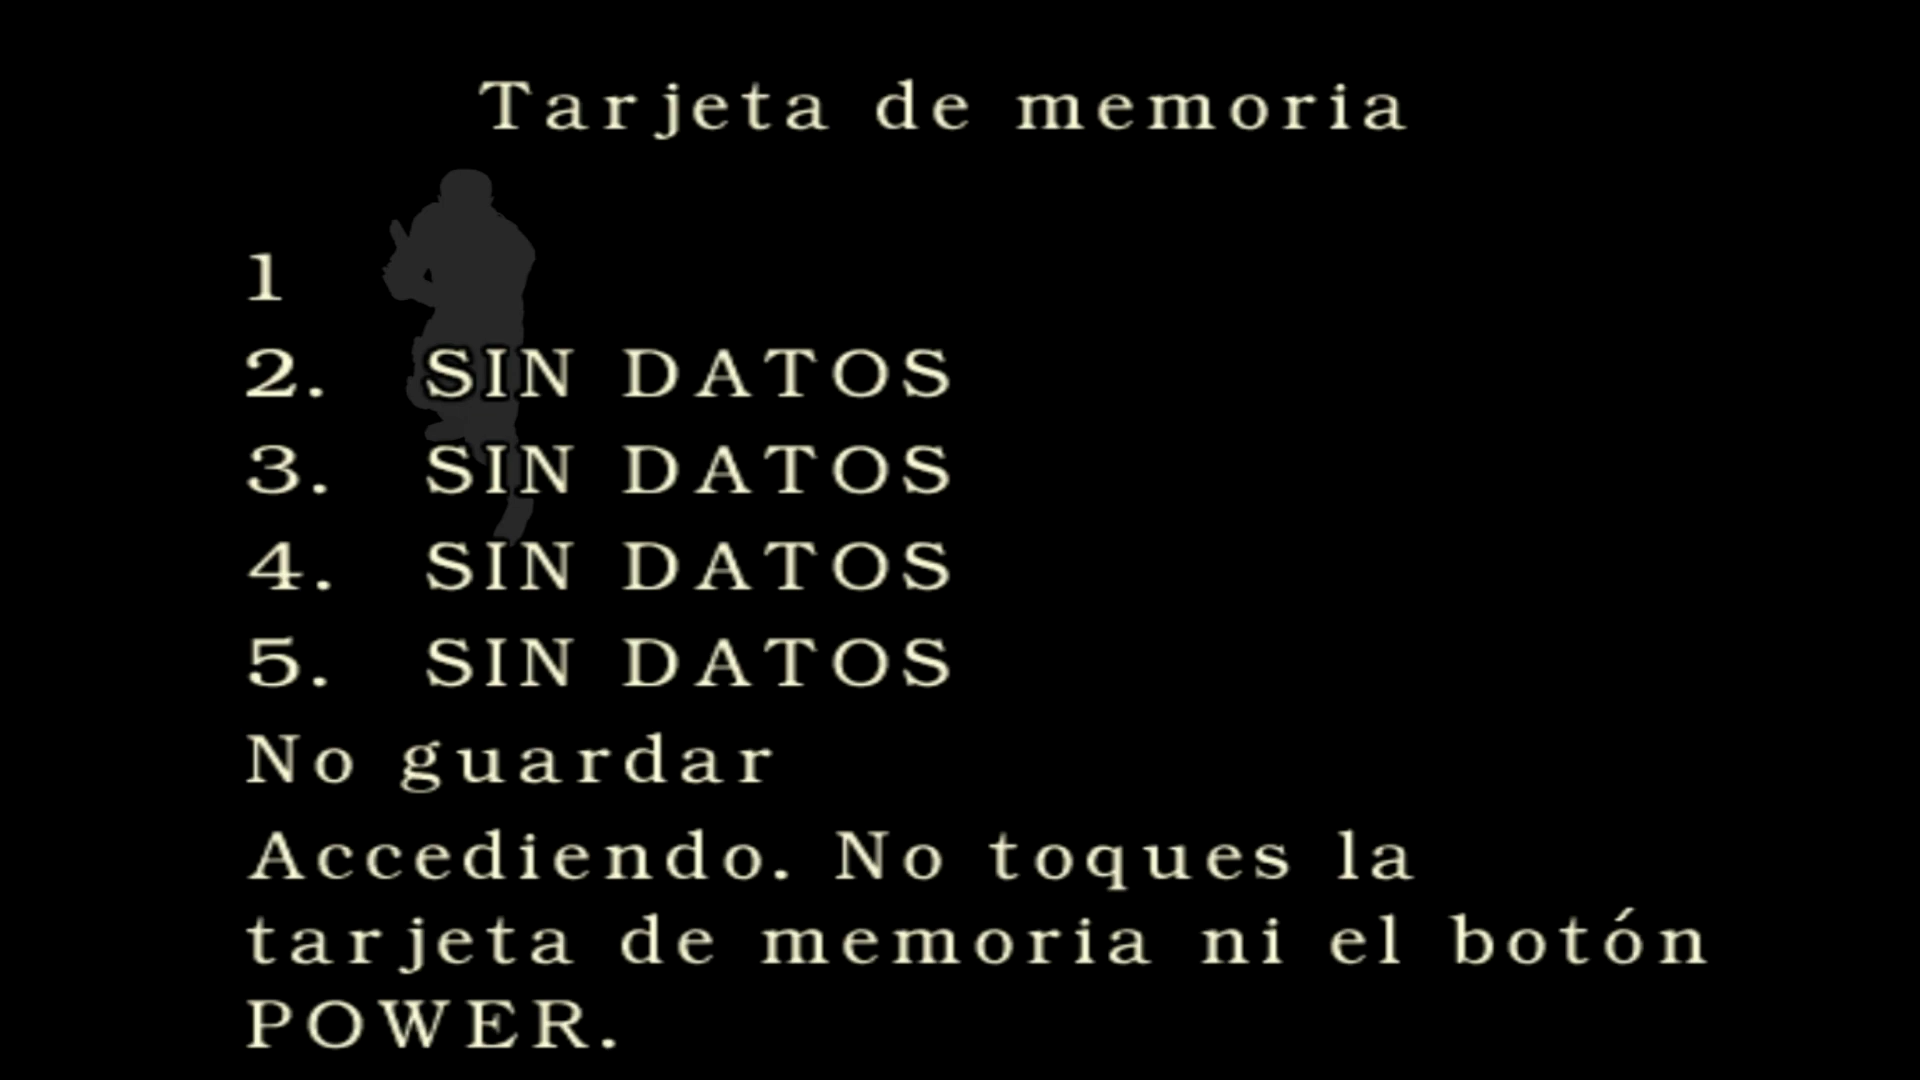 Tarjeta de memoria
1
2. SIN DATOS
3. SIN DATOS
4. SIN DATOS
5. SIN DATOS
No guardar
Accediendo. No toques la
tarjeta de memoria ni el botón
POWER.